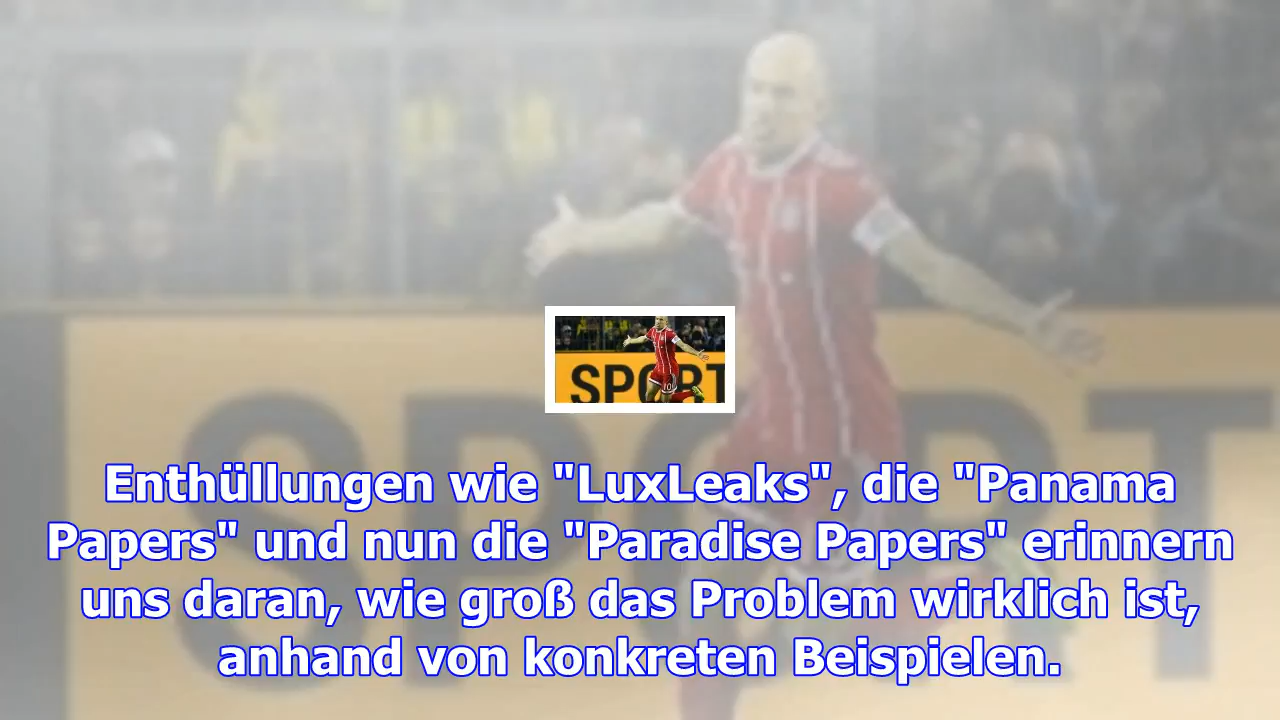 SPORT
10
Enthüllungen wie "LuxLeaks", die "Panama
Papers" und nun die "Paradise Papers" erinnern
uns daran, wie groß das Problem wirklich ist,
anhand von konkreten Beispielen.